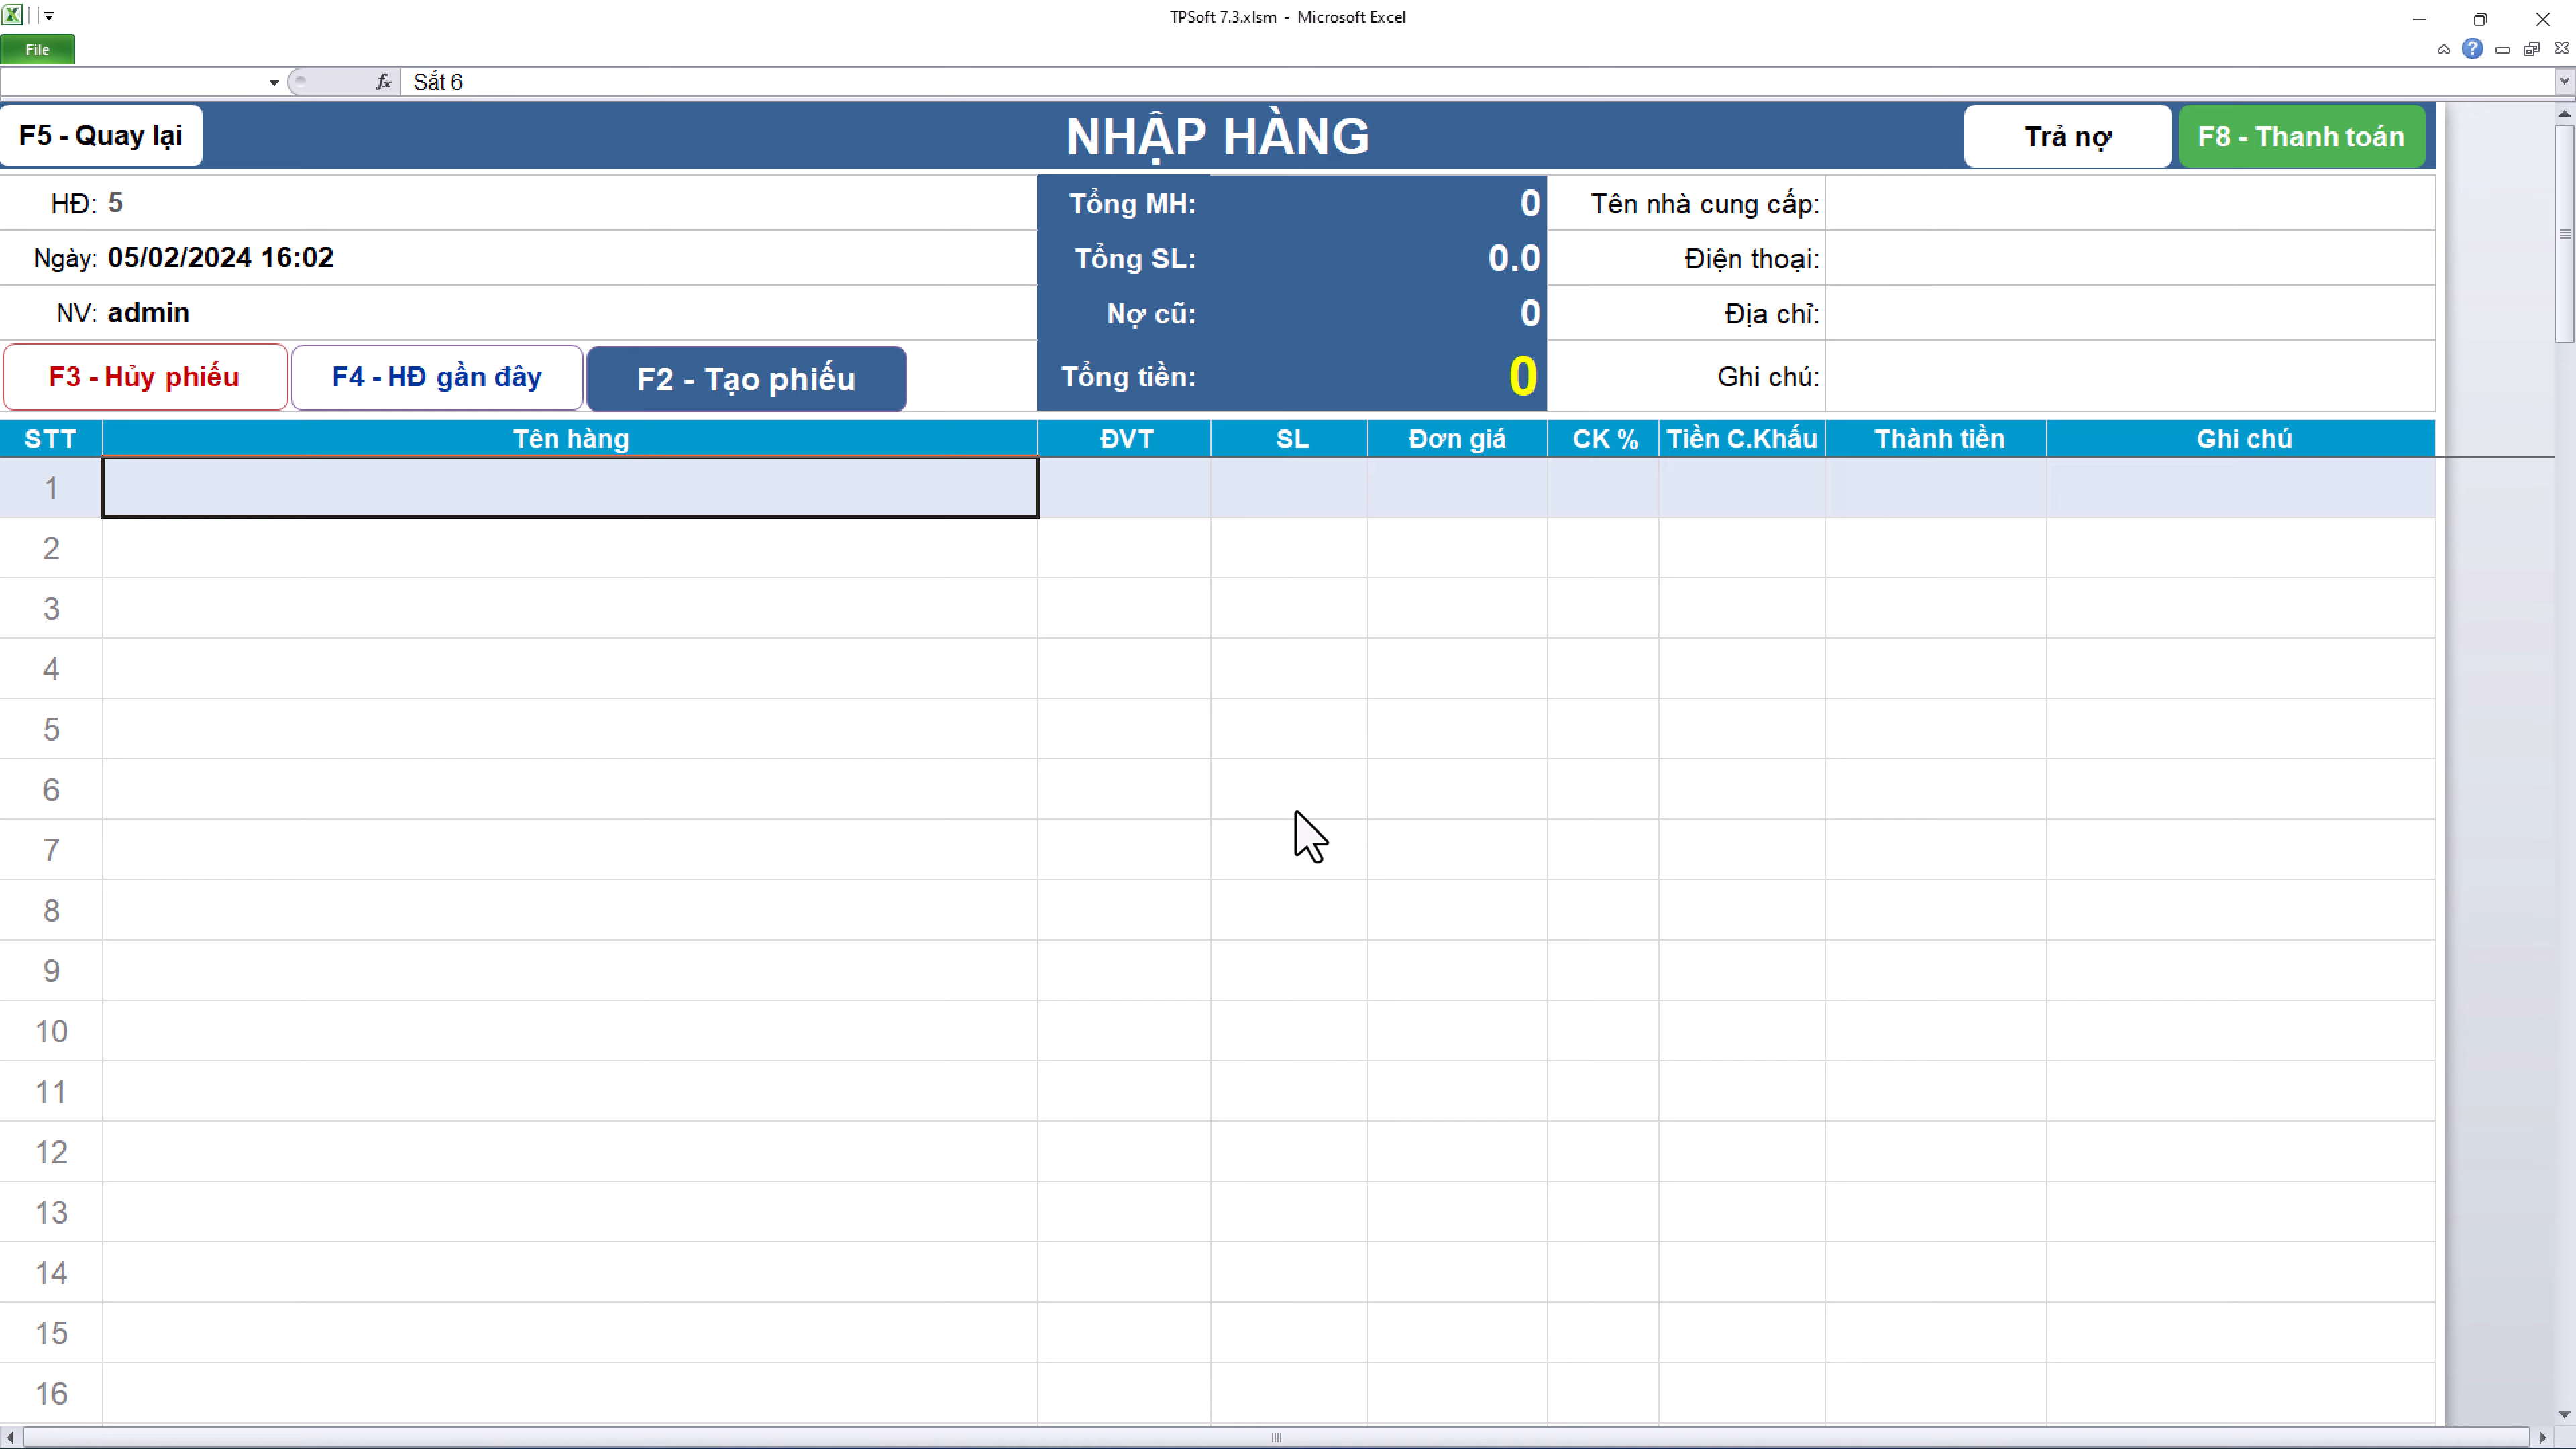 TPSoft 7.3.xlsm - Microsoft Excel
File
fx Sắt 6
F5 - Quay lại
NHẬP HÀNG
Trả nợ
F8 - Thanh toán
HĐ: 5
Tổng MH: 0
Tên nhà cung cấp:
Ngày: 05/02/2024 16:02
Tổng SL: 0.0
Điện thoại:
NV: admin
Nợ cũ: 0
Địa chỉ:
F3 - Hủy phiếu
F4 - HĐ gần đây
F2 - Tạo phiếu
Tổng tiền: 0
Ghi chú:
STT Tên hàng ĐVT SL Đơn giá CK % Tiền C.Khấu Thành tiền Ghi chú
1
2
3
4
5
6
7
8
9
10
11
12
13
14
15
16